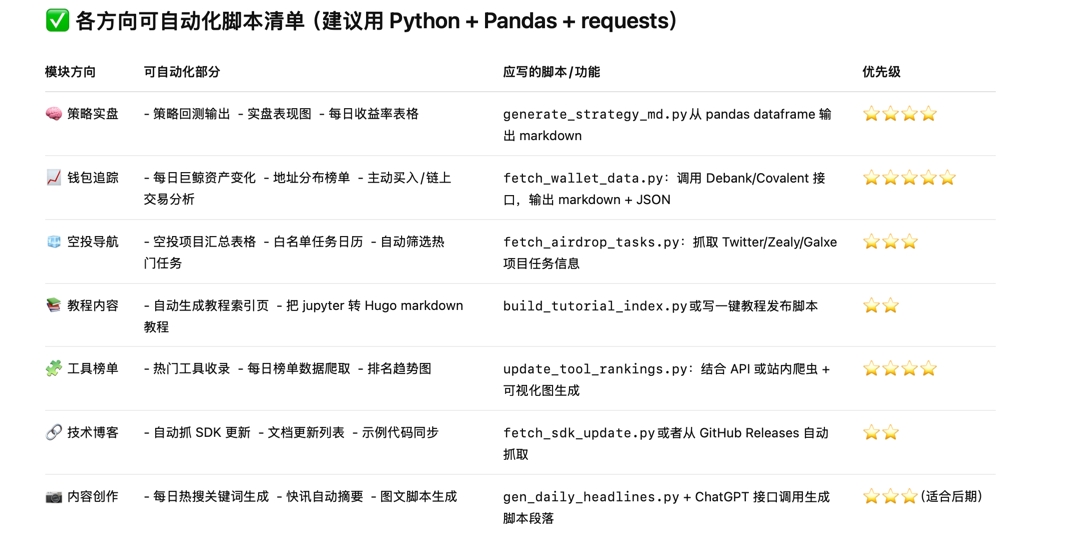 ✅ 各方向可自动化脚本清单（建议用 Python + Pandas + requests）
模块方向 可自动化部分 应写的脚本/功能 优先级
🧠 策略实盘 - 策略回测输出 - 实盘表现图 - 每日收益率表格 generate_strategy_md.py 从 pandas dataframe 输
出 markdown ⭐⭐⭐⭐
📈 钱包追踪 - 每日巨鲸资产变化 - 地址分布榜单 - 主动买入/链上
交易分析 fetch_wallet_data.py：调用 Debank/Covalent 接
口，输出 markdown + JSON ⭐⭐⭐⭐⭐
🧊 空投导航 - 空投项目汇总表格 - 白名单任务日历 - 自动筛选热
门任务 fetch_airdrop_tasks.py：抓取 Twitter/Zealy/Galxe
项目任务信息 ⭐⭐⭐
📚 教程内容 - 自动生成教程索引页 - 把 jupyter 转 Hugo markdown
教程 build_tutorial_index.py 或写一键教程发布脚本 ⭐⭐
🧩 工具榜单 - 热门工具收录 - 每日榜单数据爬取 - 排名趋势图 update_tool_rankings.py：结合 API 或站内爬虫 +
可视化图生成 ⭐⭐⭐⭐
🔗 技术博客 - 自动抓 SDK 更新 - 文档更新列表 - 示例代码同步 fetch_sdk_update.py 或者从 GitHub Releases 自动
抓取 ⭐⭐
📷 内容创作 - 每日热搜关键词生成 - 快讯自动摘要 - 图文脚本生成 gen_daily_headlines.py + ChatGPT 接口调用生成
脚本段落 ⭐⭐⭐（适合后期）